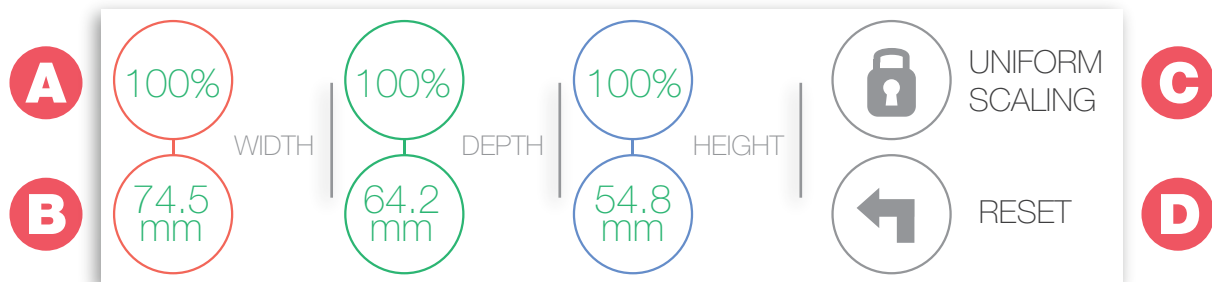 A
100% 100% 100%
UNIFORM
SCALING
C
WIDTH DEPTH HEIGHT
B
74.5
mm
64.2
mm
54.8
mm
RESET
D